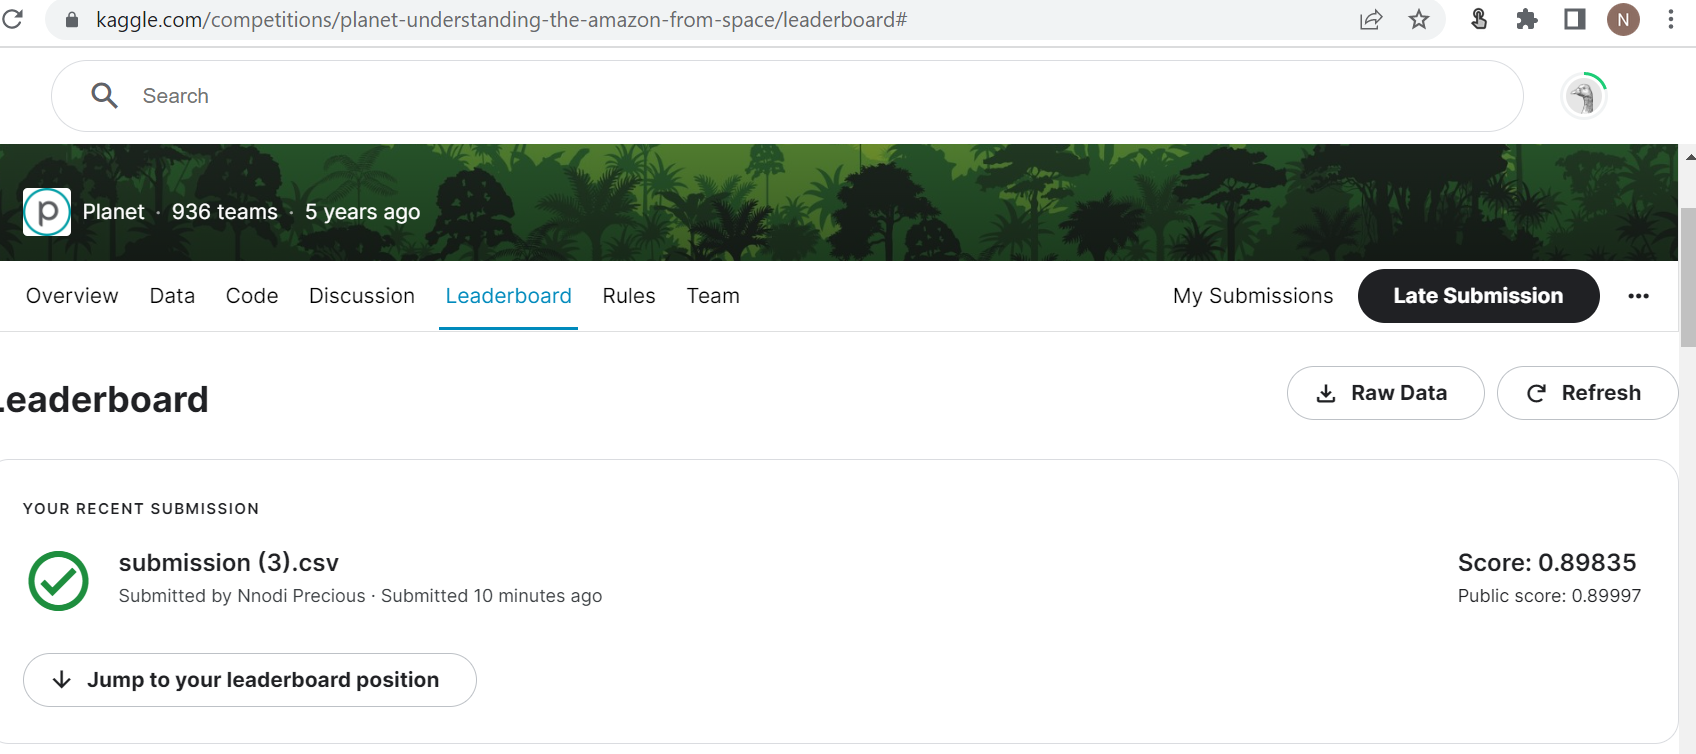 kaggle.com/competitions/planet-understanding-the-amazon-from-space/leaderboard#
N
Search
p
Planet · 936 teams · 5 years ago
Overview Data Code Discussion Leaderboard Rules Team My Submissions Late Submission
Leaderboard
Raw Data Refresh
YOUR RECENT SUBMISSION
submission (3).csv
Score: 0.89835
Submitted by Nnodi Precious · Submitted 10 minutes ago
Public score: 0.89997
Jump to your leaderboard position